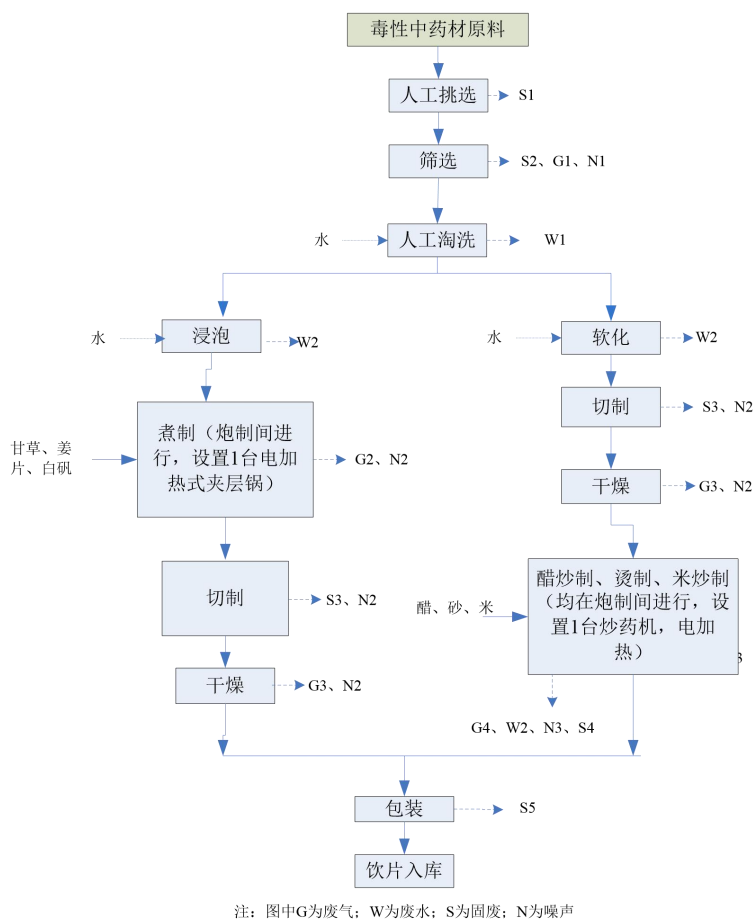 毒性中药材原料
人工挑选
S1
筛选
S2、G1、N1
水
人工淘洗
W1
水
浸泡
W2
水
软化
W2
切制
S3、N2
甘草、姜
片、白矾
煮制（炮制间进
行，设置1台电加
热式夹层锅）
G2、N2
干燥
G3、N2
切制
S3、N2
醋、砂、米
醋炒制、烫制、米炒制
（均在炮制间进行，设
置1台炒药机，电加
热）
3
干燥
G3、N2
G4、W2、N3、S4
包装
S5
饮片入库
注：图中G为废气；W为废水；S为固废；N为噪声